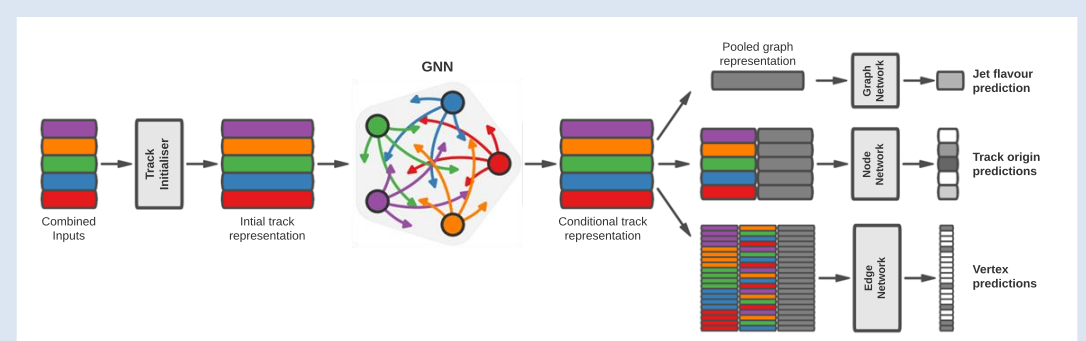 Combined
Inputs
Track
Initialiser
Intial track
representation
GNN
Conditional track
representation
Pooled graph
representation
Graph
Network
Jet flavour
prediction
Node
Network
Track origin
predictions
Edge
Network
Vertex
predictions